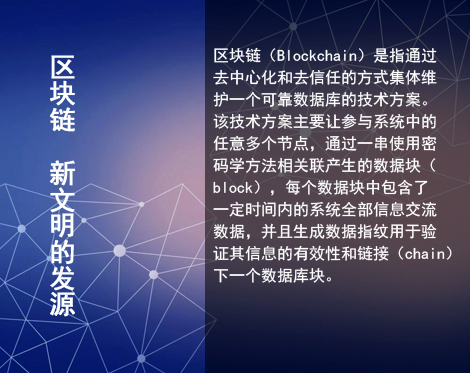 区块链 新文明的发源
区块链（Blockchain）是指通过
去中心化和去信任的方式集体维
护一个可靠数据库的技术方案。
该技术方案主要让参与系统中的
任意多个节点，通过一串使用密
码学方法相关联产生的数据块（
block），每个数据块中包含了
一定时间内的系统全部信息交流
数据，并且生成数据指纹用于验
证其信息的有效性和链接（chain）
下一个数据库块。